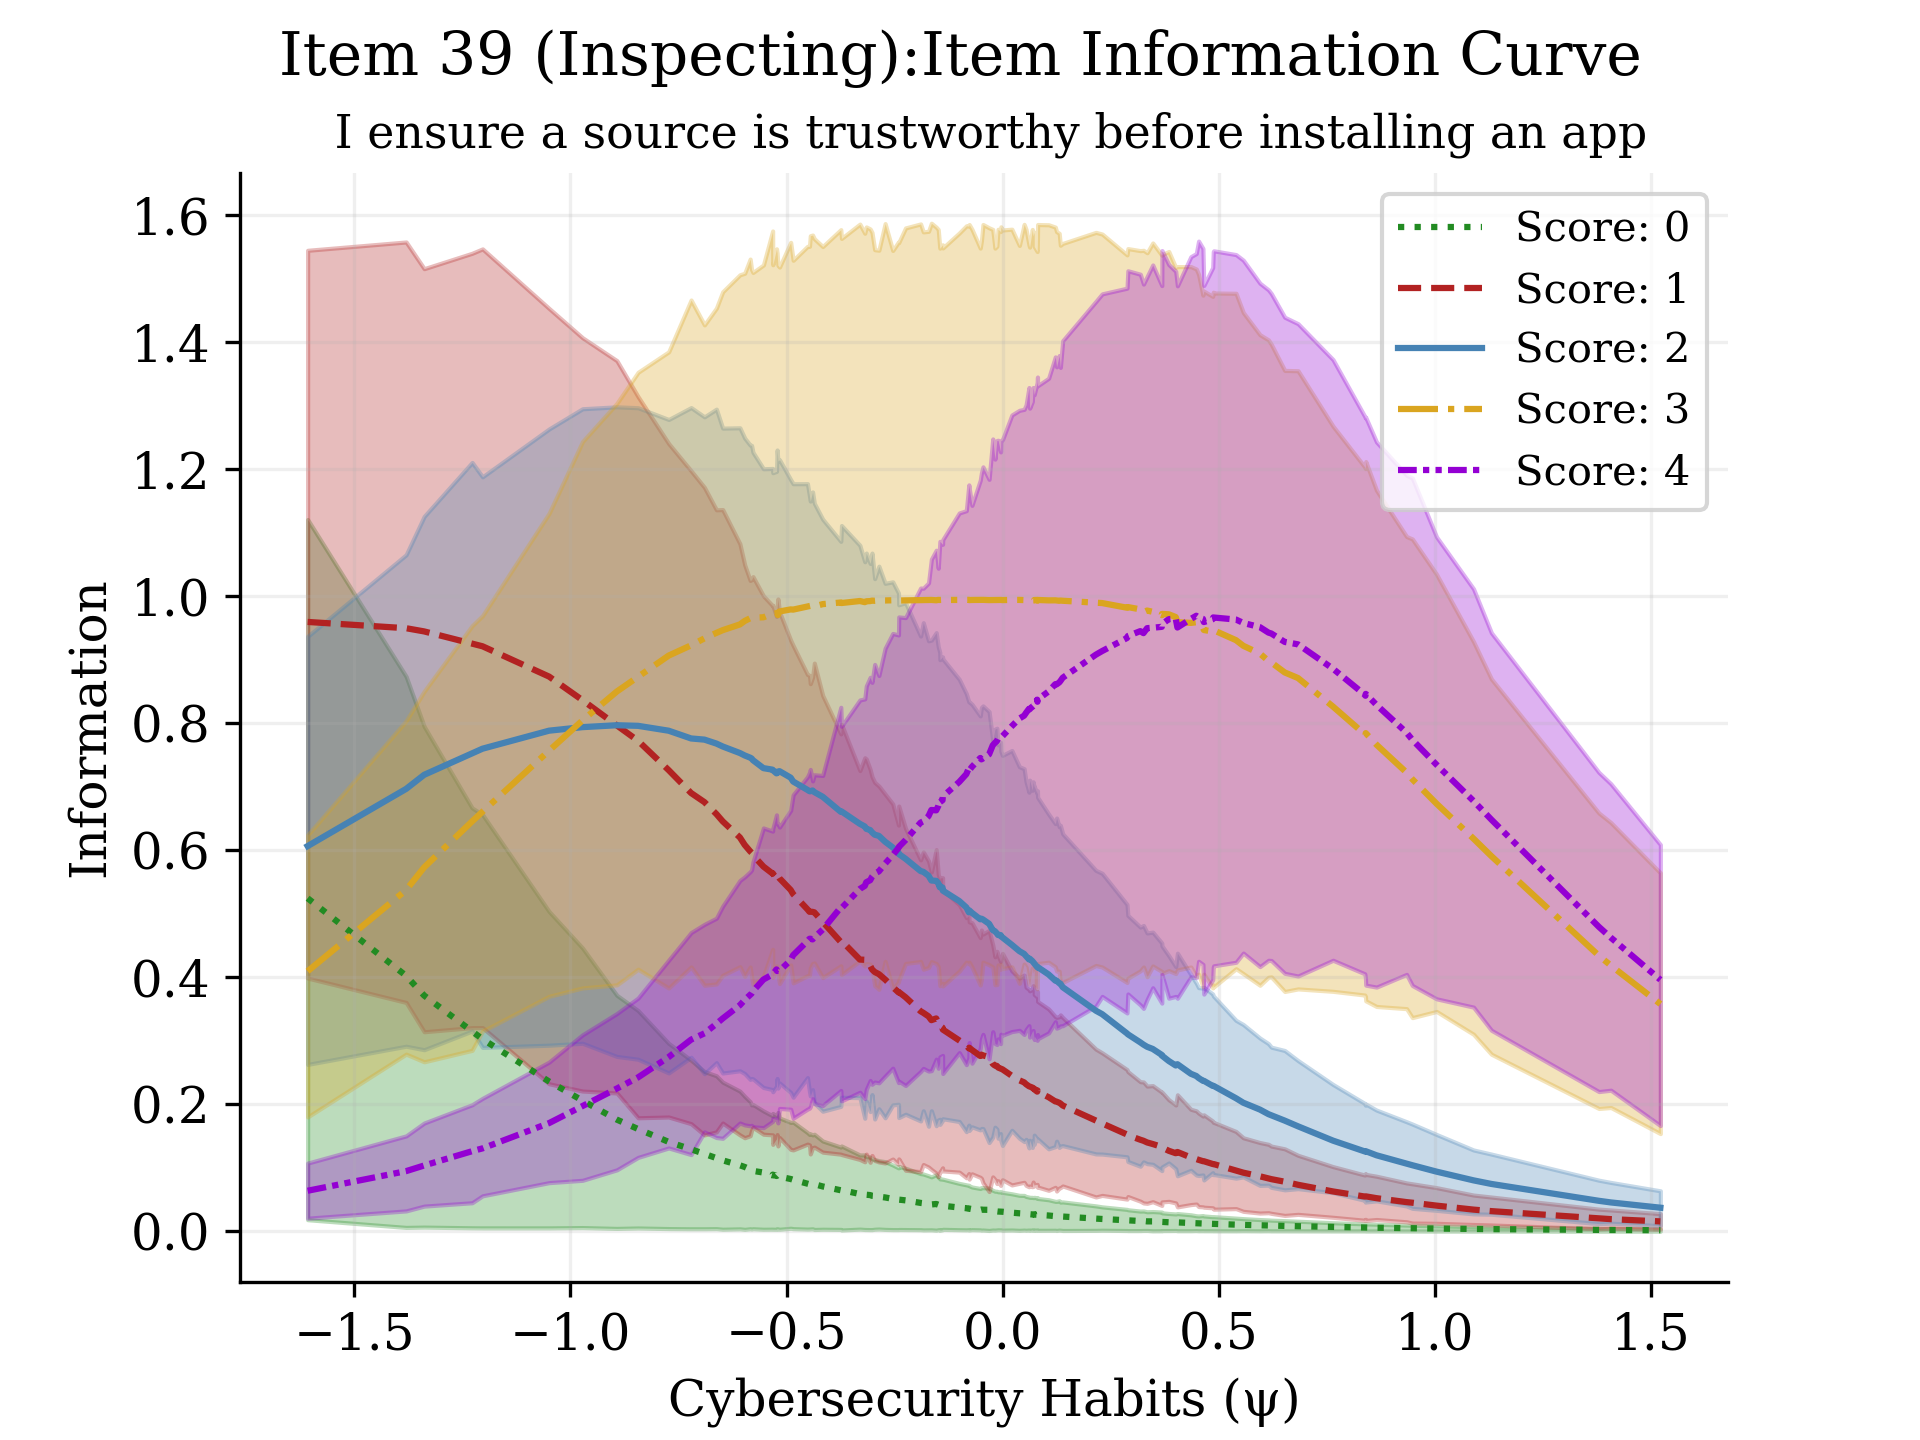 Item 39 (Inspecting):Item Information Curve
I ensure a source is trustworthy before installing an app
Information
1.6
1.4
1.2
1.0
0.8
0.6
0.4
0.2
0.0
Score: 0
Score: 1
Score: 2
Score: 3
Score: 4
−1.5 −1.0 −0.5 0.0 0.5 1.0 1.5
Cybersecurity Habits (ψ)